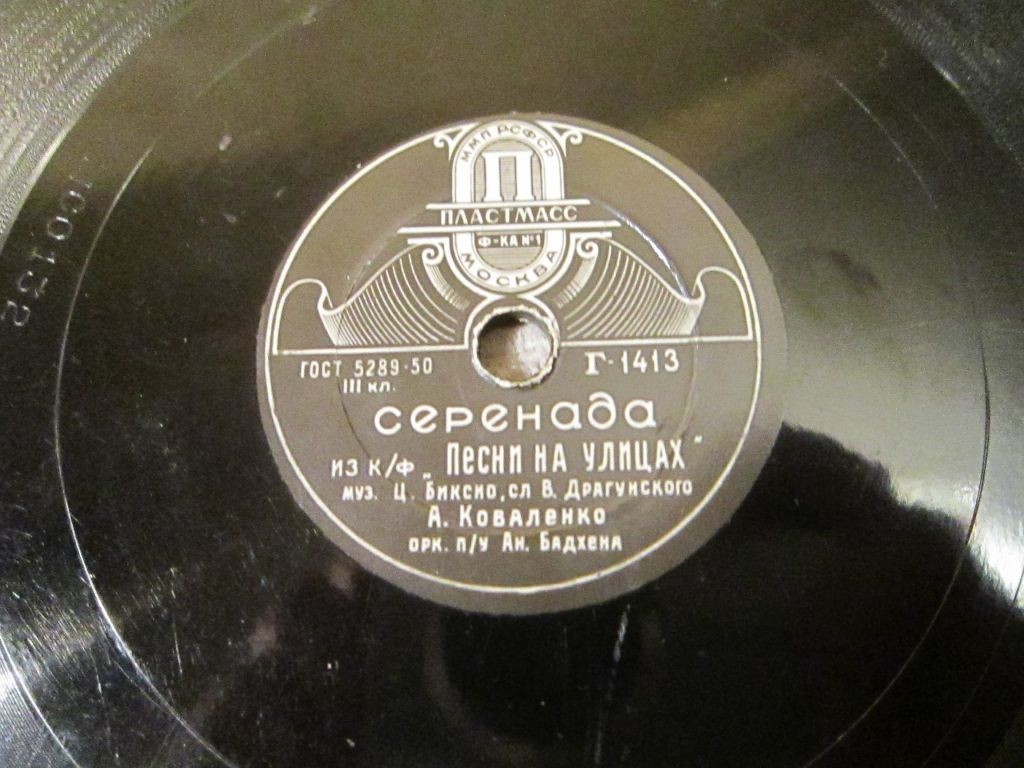 ММП РСФСР
П
ПЛАСТМАСС
Ф-КА №1
МОСКВА
ГОСТ 5289-50
Г-1413
III кл.
серенада
ИЗ К/Ф „ПЕСНИ НА УЛИЦАХ"
муз. Ц. Биксио, сл В. Драгунского
А. Коваленко
орк. п/у Ан. Бадхена